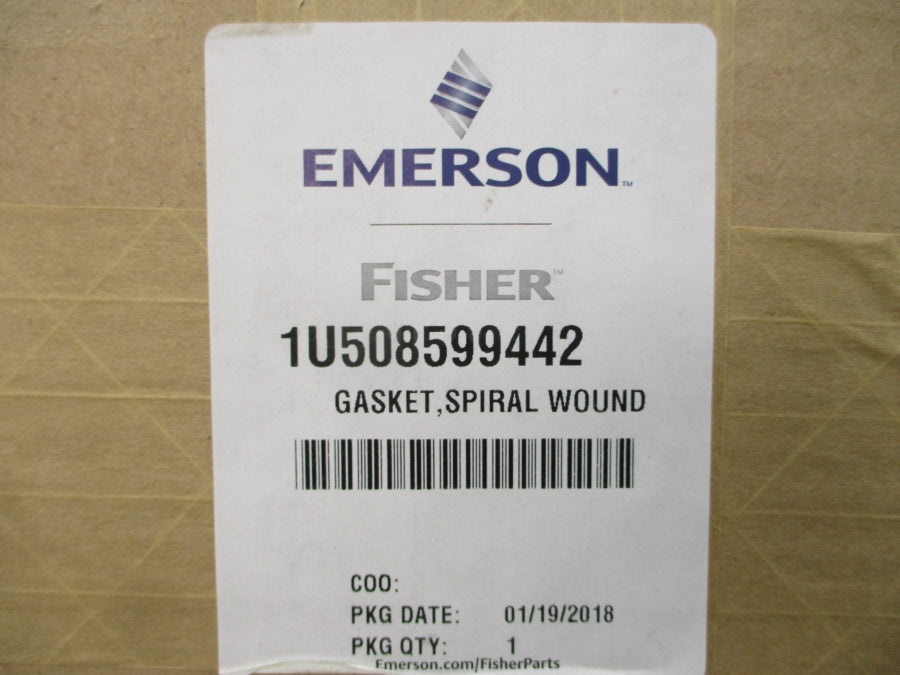 EMERSON™
FISHER™
1U508599442
GASKET,SPIRAL WOUND
COO:
PKG DATE: 01/19/2018
PKG QTY: 1
Emerson.com/FisherParts